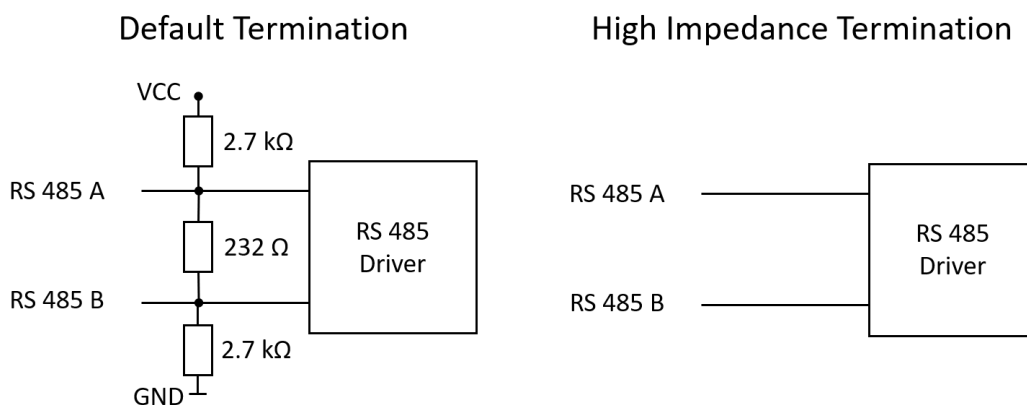 Default Termination
VCC
2.7 kΩ
RS 485 A
232 Ω
RS 485 B
2.7 kΩ
GND
RS 485
Driver
High Impedance Termination
RS 485 A
RS 485 B
RS 485
Driver